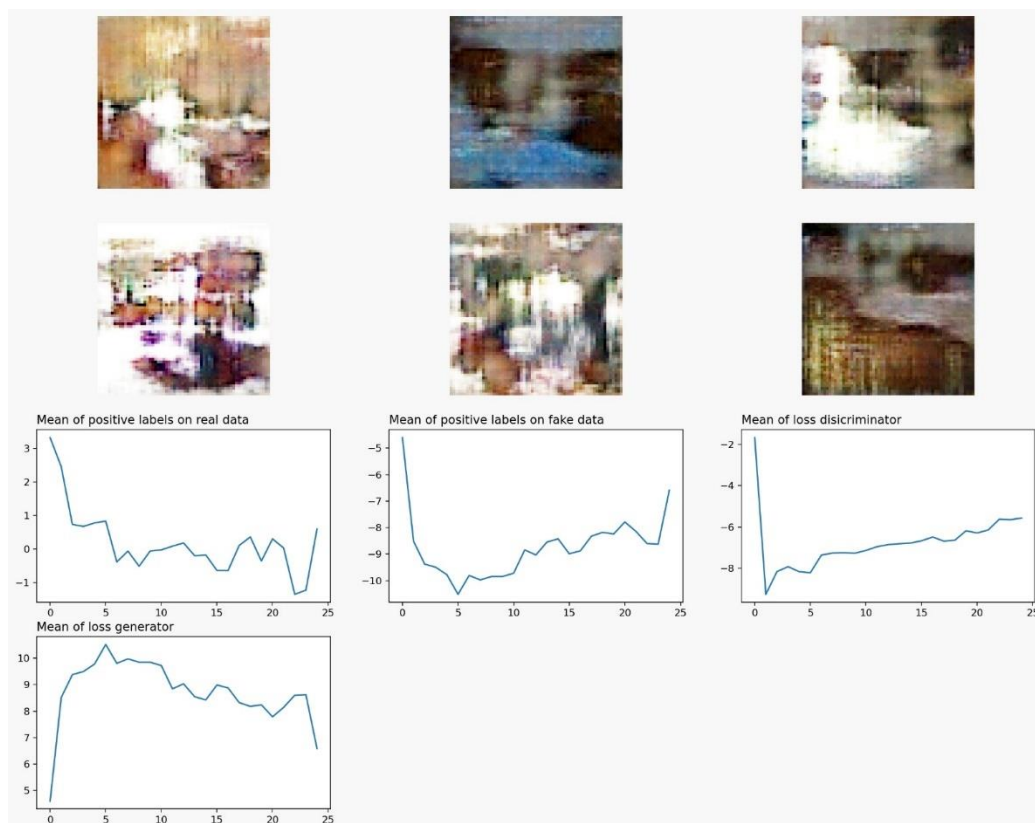 Mean of positive labels on real data
3
2
1
0
−1
0 5 10 15 20 25
Mean of positive labels on fake data
−5
−6
−7
−8
−9
−10
0 5 10 15 20 25
Mean of loss disicriminator
−2
−4
−6
−8
0 5 10 15 20 25
Mean of loss generator
10
9
8
7
6
5
0 5 10 15 20 25